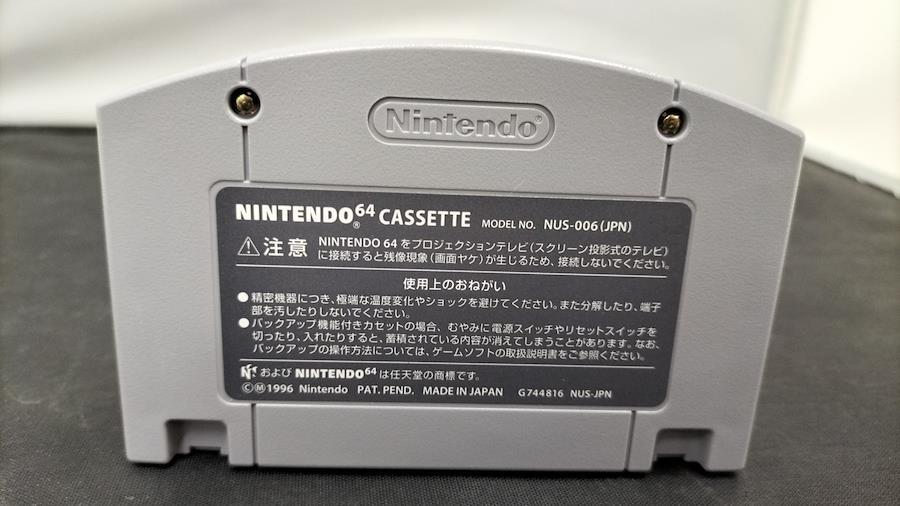 Nintendo®
NINTENDO64® CASSETTE MODEL NO. NUS-006(JPN)
⚠注意 NINTENDO 64をプロジェクションテレビ(スクリーン投影式のテレビ)
に接続すると残像現象(画面ヤケ)が生じるため、接続しないでください。
使用上のおねがい
●精密機器につき、極端な温度変化やショックを避けてください。また分解したり、端子
部を汚したりしないでください。
●バックアップ機能付きカセットの場合、むやみに電源スイッチやリセットスイッチを
切ったり、入れたりすると、蓄積されている内容が消えてしまうことがあります。なお、
バックアップの操作方法については、ゲームソフトの取扱説明書をご参照ください。
N および NINTENDO64 は任天堂の商標です。
©Ⓜ1996 Nintendo PAT. PEND. MADE IN JAPAN G744816 NUS-JPN